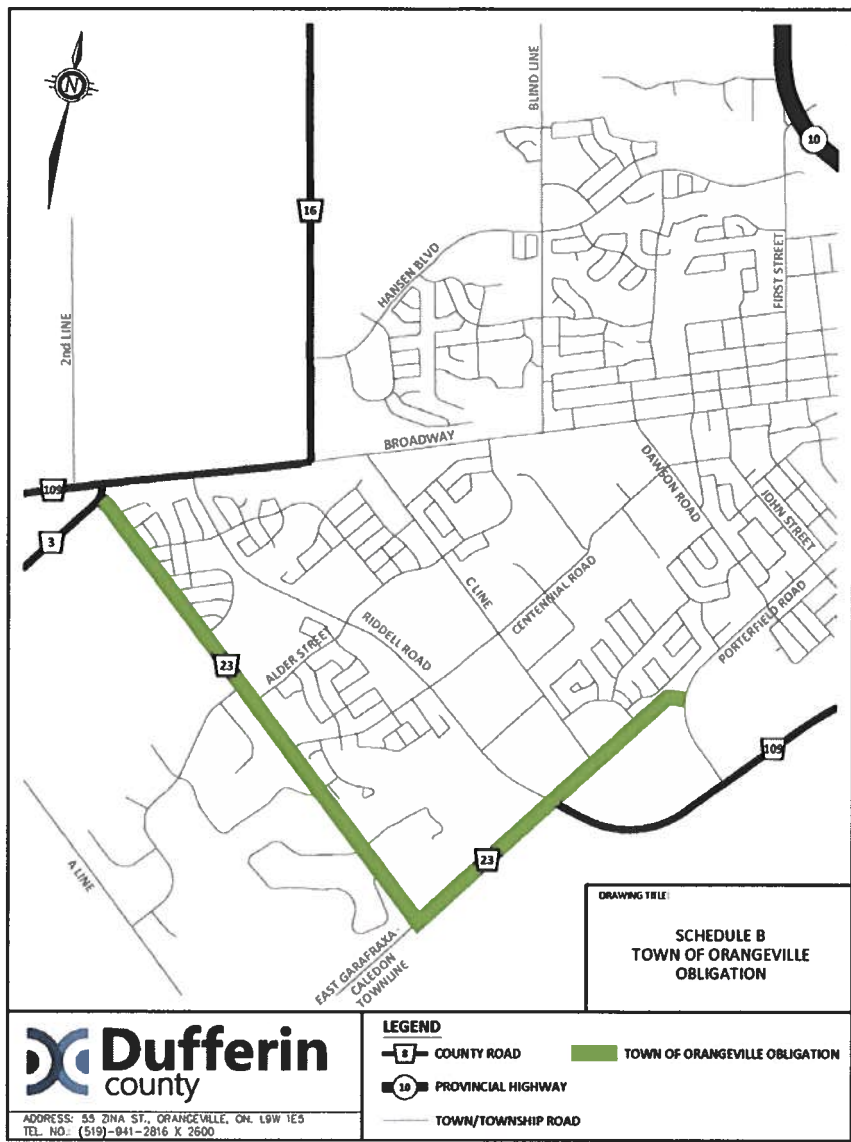 N
10
16
BLIND LINE
HANSEN BLVD
FIRST STREET
2nd LINE
BROADWAY
109
3
DAWSON ROAD
JOHN STREET
C LINE
CENTENNIAL ROAD
RIDDELL ROAD
ALDER STREET
PORTERFIELD ROAD
23
109
A LINE
23
EAST GARAFRAXA-
CALEDON
TOWNLINE
DRAWING TITLE:
SCHEDULE B
TOWN OF ORANGEVILLE
OBLIGATION
Dufferin
county
ADDRESS: 55 ZINA ST., ORANGEVILLE, ON. L9W 1E5
TEL. NO.: (519)-941-2816 X 2600
LEGEND
8 COUNTY ROAD
TOWN OF ORANGEVILLE OBLIGATION
10 PROVINCIAL HIGHWAY
TOWN/TOWNSHIP ROAD